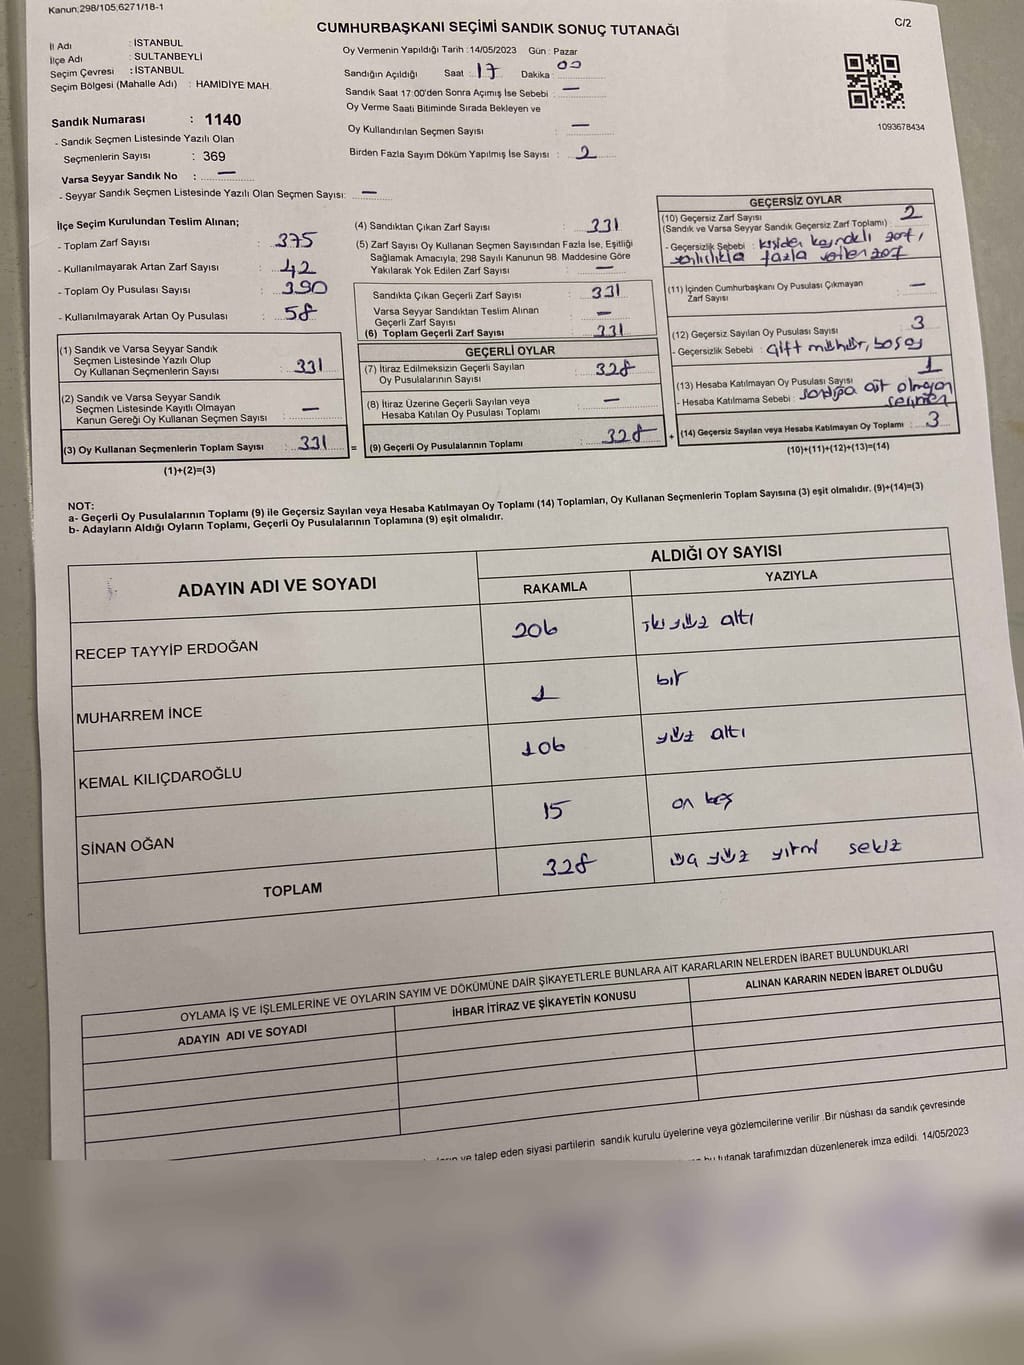 Kanun:298/105,6271/18-1
CUMHURBAŞKANI SEÇİMİ SANDIK SONUÇ TUTANAĞI
C/2
İl Adı : İSTANBUL
İlçe Adı : SULTANBEYLİ
Seçim Çevresi : İSTANBUL
Seçim Bölgesi (Mahalle Adı) : HAMİDİYE MAH.
Oy Vermenin Yapıldığı Tarih :14/05/2023 Gün : Pazar
Sandığın Açıldığı Saat : 17 Dakika : 00
Sandık Saat 17:00'den Sonra Açımış İse Sebebi : —
Oy Verme Saati Bitiminde Sırada Bekleyen ve
Oy Kullandırılan Seçmen Sayısı : —
Birden Fazla Sayım Döküm Yapılmış İse Sayısı : 2
1093678434
Sandık Numarası : 1140
- Sandık Seçmen Listesinde Yazılı Olan
Seçmenlerin Sayısı : 369
Varsa Seyyar Sandık No : —
- Seyyar Sandık Seçmen Listesinde Yazılı Olan Seçmen Sayısı: —
İlçe Seçim Kurulundan Teslim Alınan;
- Toplam Zarf Sayısı : 375
- Kullanılmayarak Artan Zarf Sayısı : 42
- Toplam Oy Pusulası Sayısı : 390
- Kullanılmayarak Artan Oy Pusulası : 58
(1) Sandık ve Varsa Seyyar Sandık
Seçmen Listesinde Yazılı Olup
Oy Kullanan Seçmenlerin Sayısı : 331
(2) Sandık ve Varsa Seyyar Sandık
Seçmen Listesinde Kayıtlı Olmayan
Kanun Gereği Oy Kullanan Seçmen Sayısı : —
(3) Oy Kullanan Seçmenlerin Toplam Sayısı : 331
(1)+(2)=(3)
(4) Sandıktan Çıkan Zarf Sayısı : 331
(5) Zarf Sayısı Oy Kullanan Seçmen Sayısından Fazla İse, Eşitliği
Sağlamak Amacıyla; 298 Sayılı Kanunun 98. Maddesine Göre
Yakılarak Yok Edilen Zarf Sayısı : —
Sandıkta Çıkan Geçerli Zarf Sayısı : 331
Varsa Seyyar Sandıktan Teslim Alınan
Geçerli Zarf Sayısı : —
(6) Toplam Geçerli Zarf Sayısı : 331
GEÇERLİ OYLAR
(7) İtiraz Edilmeksizin Geçerli Sayılan
Oy Pusulalarının Sayısı : 328
(8) İtiraz Üzerine Geçerli Sayılan veya
Hesaba Katılan Oy Pusulası Toplamı : —
= (9) Geçerli Oy Pusulalarının Toplamı : 328
GEÇERSİZ OYLAR
(10) Geçersiz Zarf Sayısı : 2
(Sandık ve Varsa Seyyar Sandık Geçersiz Zarf Toplamı)
- Geçersizlik Sebebi : kişiden kaynaklı zarf,
yanlışlıkla fazla verilen zarf
(11) İçinden Cumhurbaşkanı Oy Pusulası Çıkmayan
Zarf Sayısı : —
(12) Geçersiz Sayılan Oy Pusulası Sayısı : 3
- Geçersizlik Sebebi : çift mühür, boş oy
(13) Hesaba Katılmayan Oy Pusulası Sayısı : 1
- Hesaba Katılmama Sebebi : sandığa ait olmayan
seçmen
+ (14) Geçersiz Sayılan veya Hesaba Katılmayan Oy Toplamı : 3
(10)+(11)+(12)+(13)=(14)
NOT:
a- Geçerli Oy Pusulalarının Toplamı (9) ile Geçersiz Sayılan veya Hesaba Katılmayan Oy Toplamı (14) Toplamları, Oy Kullanan Seçmenlerin Toplam Sayısına (3) eşit olmalıdır. (9)+(14)=(3)
b- Adayların Aldığı Oyların Toplamı, Geçerli Oy Pusulalarının Toplamına (9) eşit olmalıdır.
ADAYIN ADI VE SOYADI
ALDIĞI OY SAYISI
RAKAMLA YAZIYLA
RECEP TAYYİP ERDOĞAN 206 iki yüz altı
MUHARREM İNCE 1 bir
KEMAL KILIÇDAROĞLU 106 yüz altı
SİNAN OĞAN 15 on beş
TOPLAM 328 üç yüz yirmi sekiz
OYLAMA İŞ VE İŞLEMLERİNE VE OYLARIN SAYIM VE DÖKÜMÜNE DAİR ŞİKAYETLERLE BUNLARA AİT KARARLARIN NELERDEN İBARET BULUNDUKLARI
ADAYIN ADI VE SOYADI İHBAR İTİRAZ VE ŞİKAYETİN KONUSU ALINAN KARARIN NEDEN İBARET OLDUĞU
ve talep eden siyasi partilerin sandık kurulu üyelerine veya gözlemcilerine verilir .Bir nüshası da sandık çevresinde
bu tutanak tarafımızdan düzenlenerek imza edildi. 14/05/2023